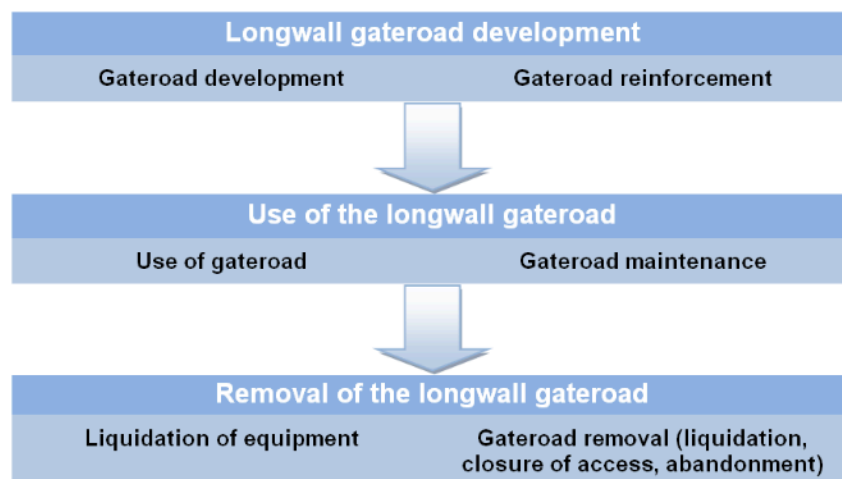 Longwall gateroad development
Gateroad development
Gateroad reinforcement
Use of the longwall gateroad
Use of gateroad
Gateroad maintenance
Removal of the longwall gateroad
Liquidation of equipment
Gateroad removal (liquidation,
closure of access, abandonment)